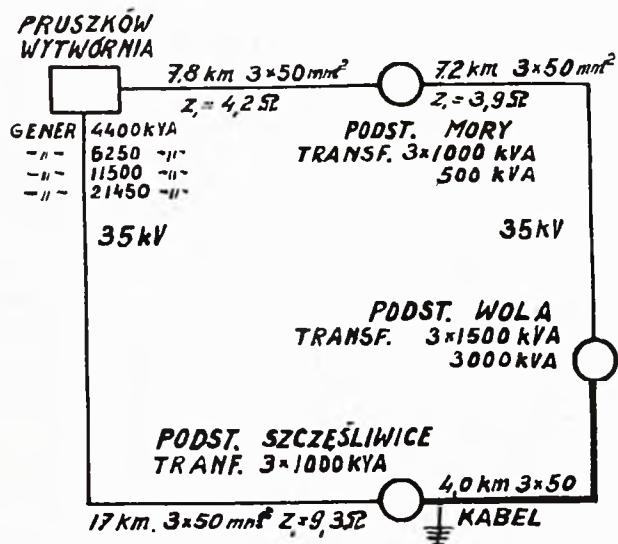 PRUSZKÓW
WYTWÓRNIA
7.8 km 3×50 mm²
Z₁=4,2 Ω
7.2 km 3×50 mm²
Z₁=3,9 Ω
GENER 4400 KVA
-„- 6250 -„-
-„- 11500 -„-
-„- 21450 -„-
PODST. MORY
TRANSF. 3×1000 kVA
500 kVA
35 kV
35 kV
PODST. WOLA
TRANSF. 3×1500 kVA
3000 kVA
PODST. SZCZĘŚLIWICE
TRANF. 3×1000 KVA
4,0 km 3×50
KABEL
17 km. 3×50 mm² Z₁=9,3 Ω